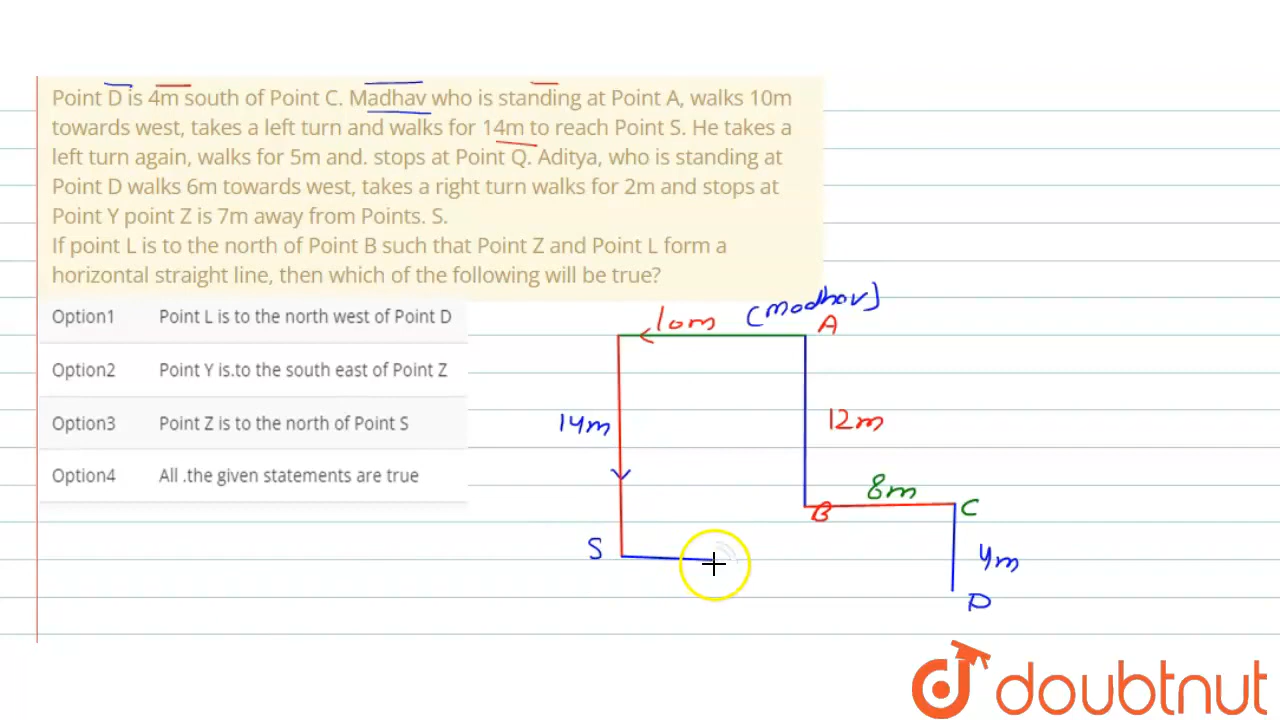 Point D is 4m south of Point C. Madhav who is standing at Point A, walks 10m
towards west, takes a left turn and walks for 14m to reach Point S. He takes a
left turn again, walks for 5m and. stops at Point Q. Aditya, who is standing at
Point D walks 6m towards west, takes a right turn walks for 2m and stops at
Point Y point Z is 7m away from Points. S.
If point L is to the north of Point B such that Point Z and Point L form a
horizontal straight line, then which of the following will be true?
Option1 Point L is to the north west of Point D
Option2 Point Y is.to the south east of Point Z
Option3 Point Z is to the north of Point S
Option4 All .the given statements are true
10m
(Madhav)
A
14m
12m
8m
B
C
S
4m
D
doubtnut